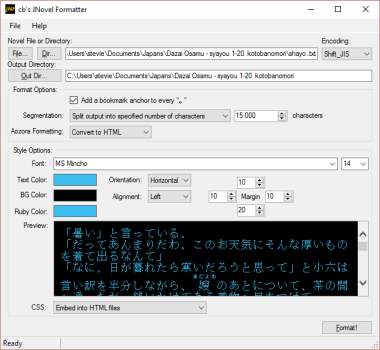 JNF cb's JNovel Formatter
File Help
Novel File or Directory: Encoding:
File... Dir... .Users\stevie\Documents\Japans\Dazai Osamu - syayou 1-20 kotobanomori\shayo..txt Shift_JIS
Output Directory:
Out Dir... C:\Users\stevie\Documents\Japans\Dazai Osamu - syayou 1-20 kotobanomori
Format Options:
Add a bookmark anchor to every "。"
Segmentation: Split output into specified number of characters 15 000 characters
Aozora Formatting: Convert to HTML
Style Options:
Font: MS Mincho 14
Text Color: Orientation: Horizontal 10
BG Color: Alignment: Left 10 Margin 10
Ruby Color: 20
Preview:
「暑い」と言っている。
「だってあんまりだわ、このお天気にそんな厚いもの
を着て出るなんて」
「なに、日が暮れたら寒いだろうと思って」と小六は
言い訳を半分しながら、嫂のあとについて、茶の間
CSS: Embed into HTML files
Format!
Ready